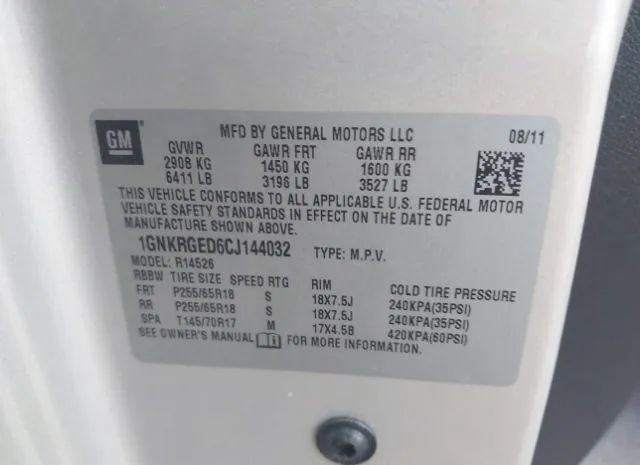 GM
MFD BY GENERAL MOTORS LLC 08/11
GVWR GAWR FRT GAWR RR
2908 KG 1450 KG 1600 KG
6411 LB 3196 LB 3527 LB
THIS VEHICLE CONFORMS TO ALL APPLICABLE U.S. FEDERAL MOTOR
VEHICLE SAFETY STANDARDS IN EFFECT ON THE DATE OF
MANUFACTURE SHOWN ABOVE.
1GNKRGED6CJ144032 TYPE: M.P.V.
MODEL: R14526
RBBW TIRE SIZE SPEED RTG RIM COLD TIRE PRESSURE
FRT P255/65R18 S 18X7.5J 240KPA(35PSI)
RR P255/65R18 S 18X7.5J 240KPA(35PSI)
SPA T145/70R17 M 17X4.5B 420KPA(60PSI)
SEE OWNER'S MANUAL FOR MORE INFORMATION.